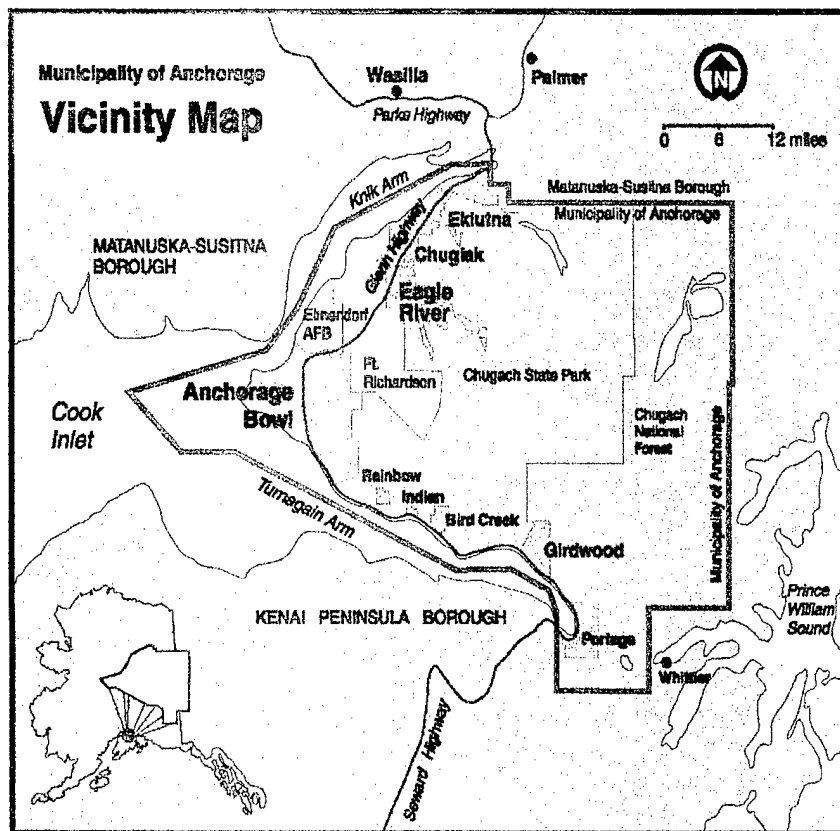 Municipality of Anchorage
Vicinity Map
Wasilla
Palmer
Parks Highway
N
0 6 12 miles
Knik Arm
Glenn Highway
Matanuska-Susitna Borough
Municipality of Anchorage
Eklutna
MATANUSKA-SUSITNA
BOROUGH
Chugiak
Eagle
River
Elmendorf
AFB
Ft.
Richardson
Chugach State Park
Anchorage
Bowl
Cook
Inlet
Chugach
National
Forest
Municipality of Anchorage
Rainbow
Indian
Bird Creek
Turnagain Arm
Girdwood
KENAI PENINSULA BOROUGH
Prince
William
Sound
Portage
Whittier
Seward Highway